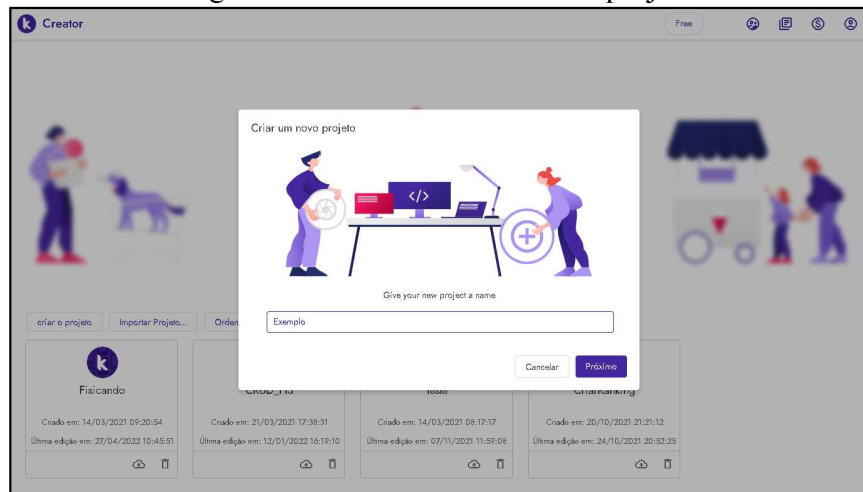 Creator
Free
Criar um novo projeto
</>
Give your new project a name
Exemplo
criar o projeto
Importar Projeto...
Orden
Cancelar
Próximo
Fisicando
Criado em: 14/03/2021 09:20:54
Criado em: 21/03/2021 17:38:31
Criado em: 14/03/2021 08:17:17
Criado em: 20/10/2021 21:21:12
Última edição em: 27/04/2022 10:45:51
Última edição em: 12/01/2022 16:19:10
Última edição em: 07/11/2021 11:59:08
Última edição em: 24/10/2021 20:52:25